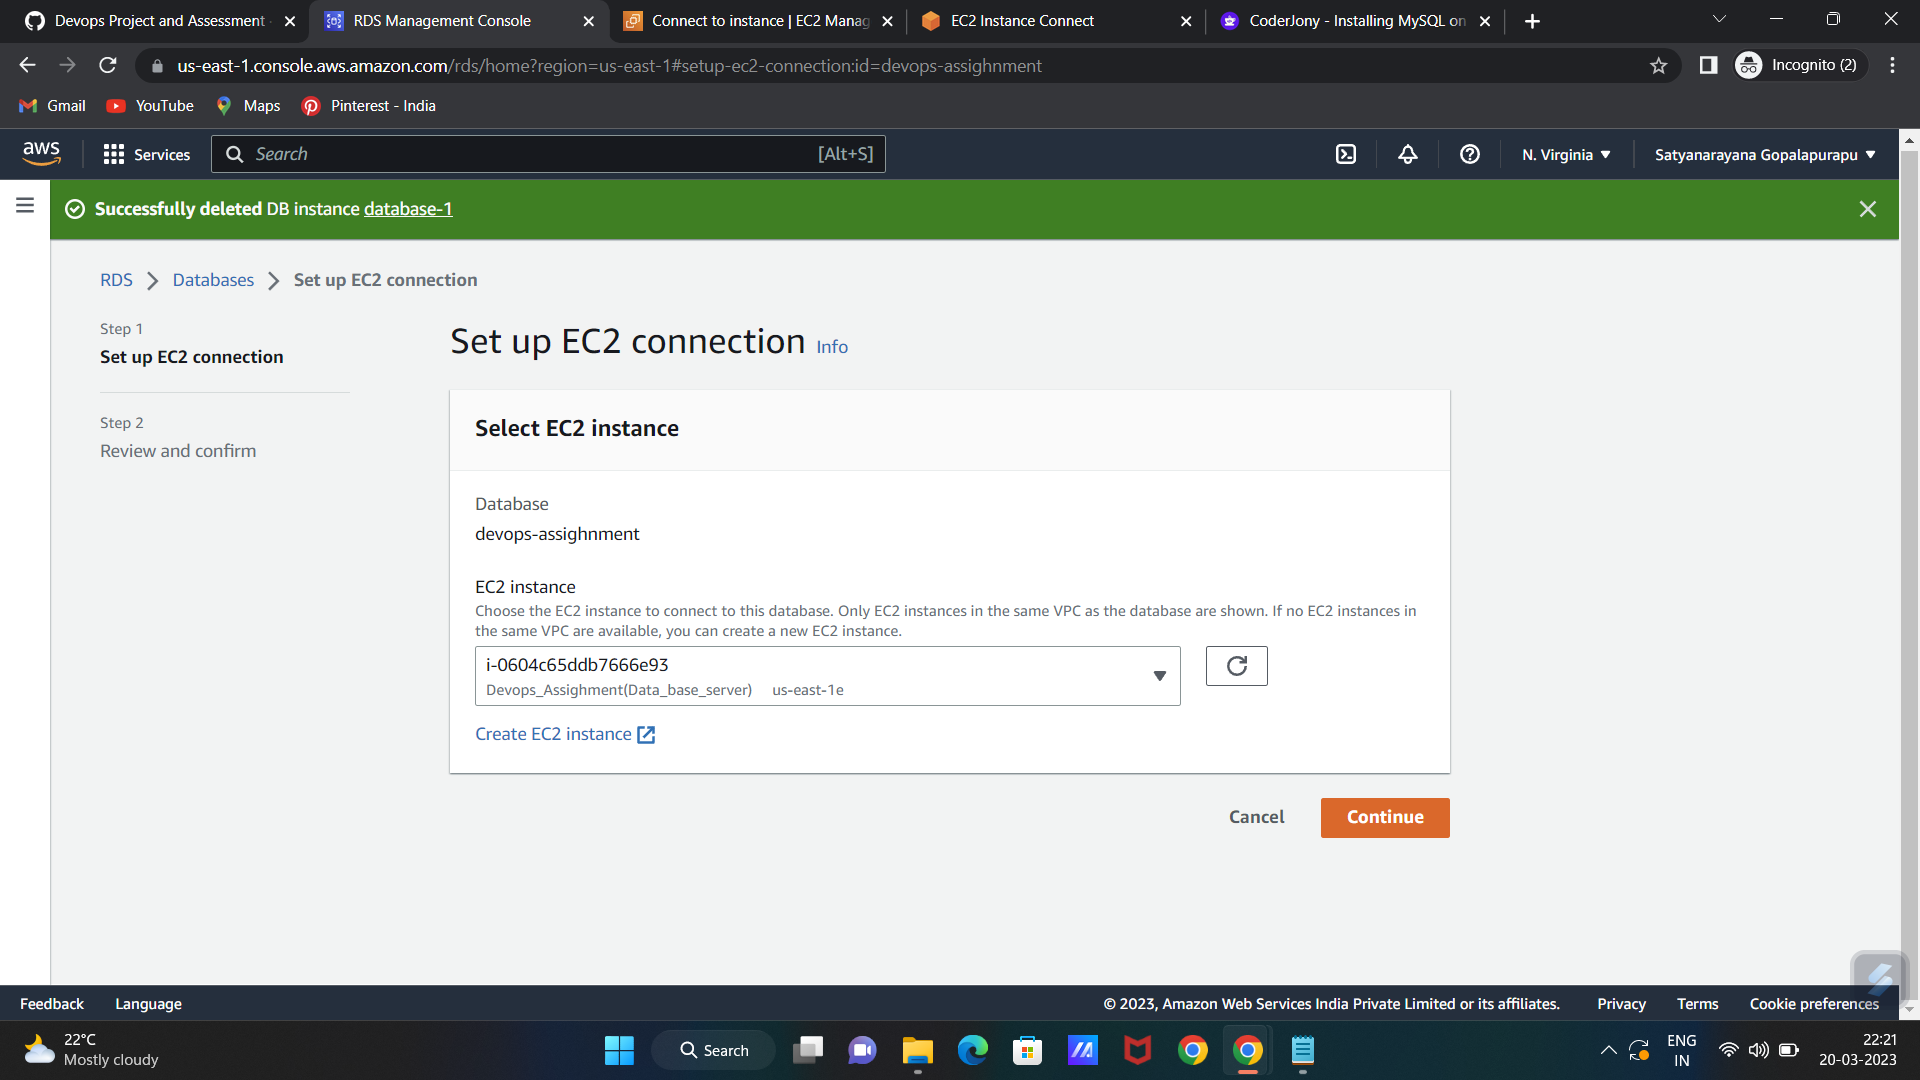 Devops Project and Assessment
RDS Management Console
Connect to instance | EC2 Manag
EC2 Instance Connect
CoderJony - Installing MySQL on
us-east-1.console.aws.amazon.com/rds/home?region=us-east-1#setup-ec2-connection:id=devops-assighnment
Incognito (2)
Gmail
YouTube
Maps
Pinterest - India
aws
Services
Search
[Alt+S]
N. Virginia
Satyanarayana Gopalapurapu
Successfully deleted DB instance database-1
RDS
Databases
Set up EC2 connection
Step 1
Set up EC2 connection
Step 2
Review and confirm
Set up EC2 connection Info
Select EC2 instance
Database
devops-assighnment
EC2 instance
Choose the EC2 instance to connect to this database. Only EC2 instances in the same VPC as the database are shown. If no EC2 instances in
the same VPC are available, you can create a new EC2 instance.
i-0604c65ddb7666e93
Devops_Assighment(Data_base_server) us-east-1e
Create EC2 instance
Cancel
Continue
Feedback
Language
© 2023, Amazon Web Services India Private Limited or its affiliates.
Privacy
Terms
Cookie preferences
22°C
Mostly cloudy
Search
ENG
IN
22:21
20-03-2023